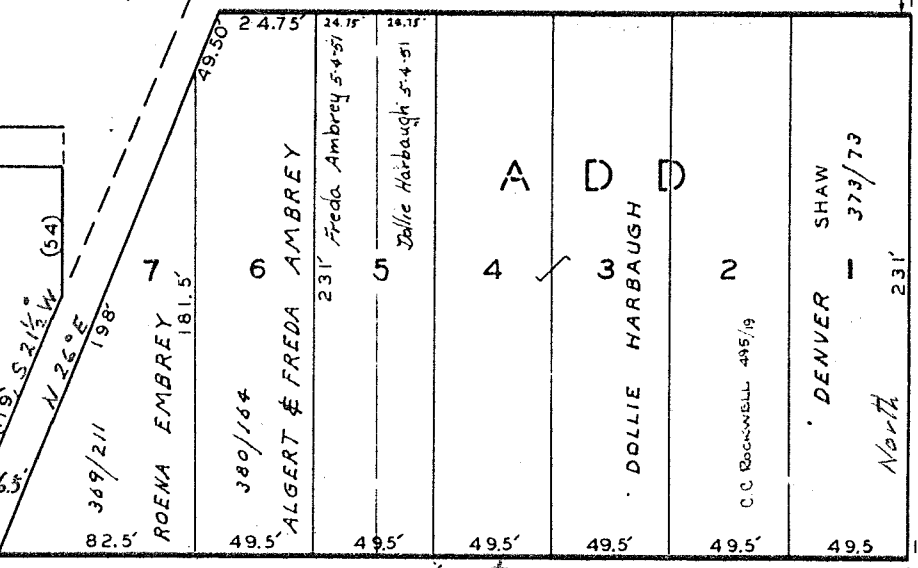 24.75'
24.75'
24.75'
49.50'
Freda Ambrey 5-4-51
Dollie Harbaugh 5-4-51
A D D
(54)
S 21½° W
N 26° E
198'
181.5'
231'
231'
7
6
5
4
3
2
1
369/211
ROENA EMBREY
380/164
ALGERT & FREDA AMBREY
DOLLIE HARBAUGH
C.C. ROCKWELL 495/19
DENVER SHAW
373/73
North
82.5'
49.5'
49.5'
49.5'
49.5'
49.5'
49.5